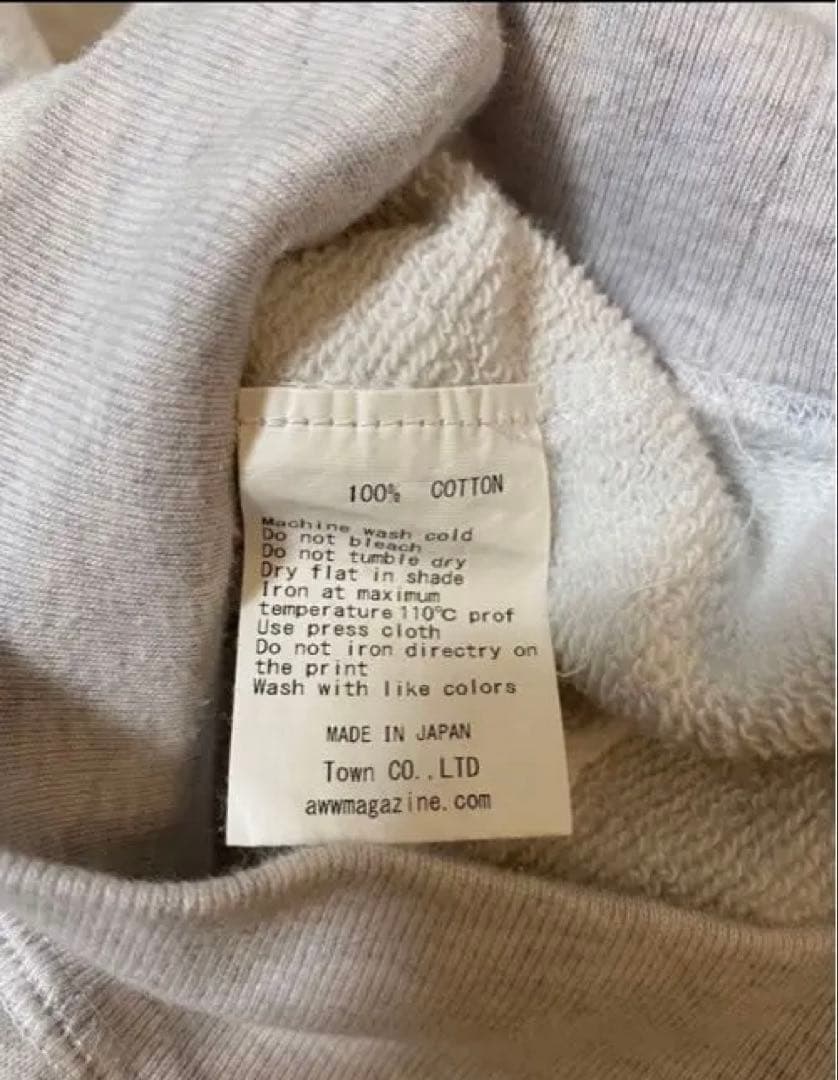 100% COTTON
Machine wash cold
Do not bleach
Do not tumble dry
Dry flat in shade
Iron at maximum
temperature 110℃ prof
Use press cloth
Do not iron directry on
the print
Wash with like colors
MADE IN JAPAN
Town CO..LTD
awwmagazine.com